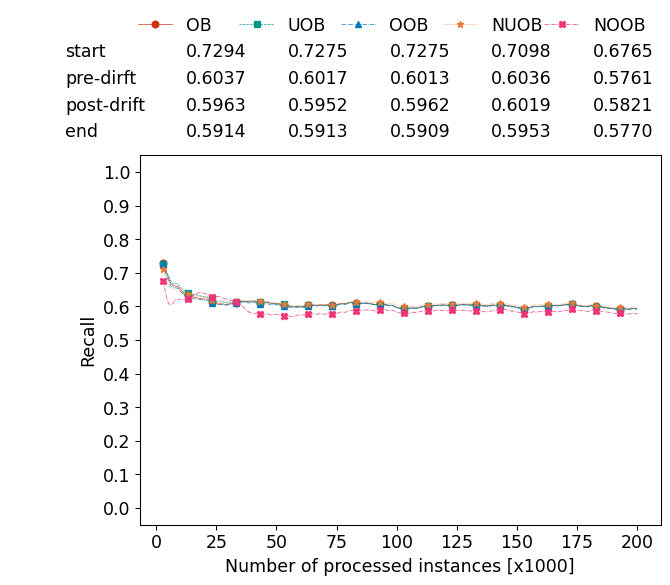 OB UOB OOB NUOB NOOB
start 0.7294 0.7275 0.7275 0.7098 0.6765
pre-dirft 0.6037 0.6017 0.6013 0.6036 0.5761
post-drift 0.5963 0.5952 0.5962 0.6019 0.5821
end 0.5914 0.5913 0.5909 0.5953 0.5770
1.0
0.9
0.8
0.7
0.6
0.5
0.4
0.3
0.2
0.1
0.0
Recall
0 25 50 75 100 125 150 175 200
Number of processed instances [x1000]